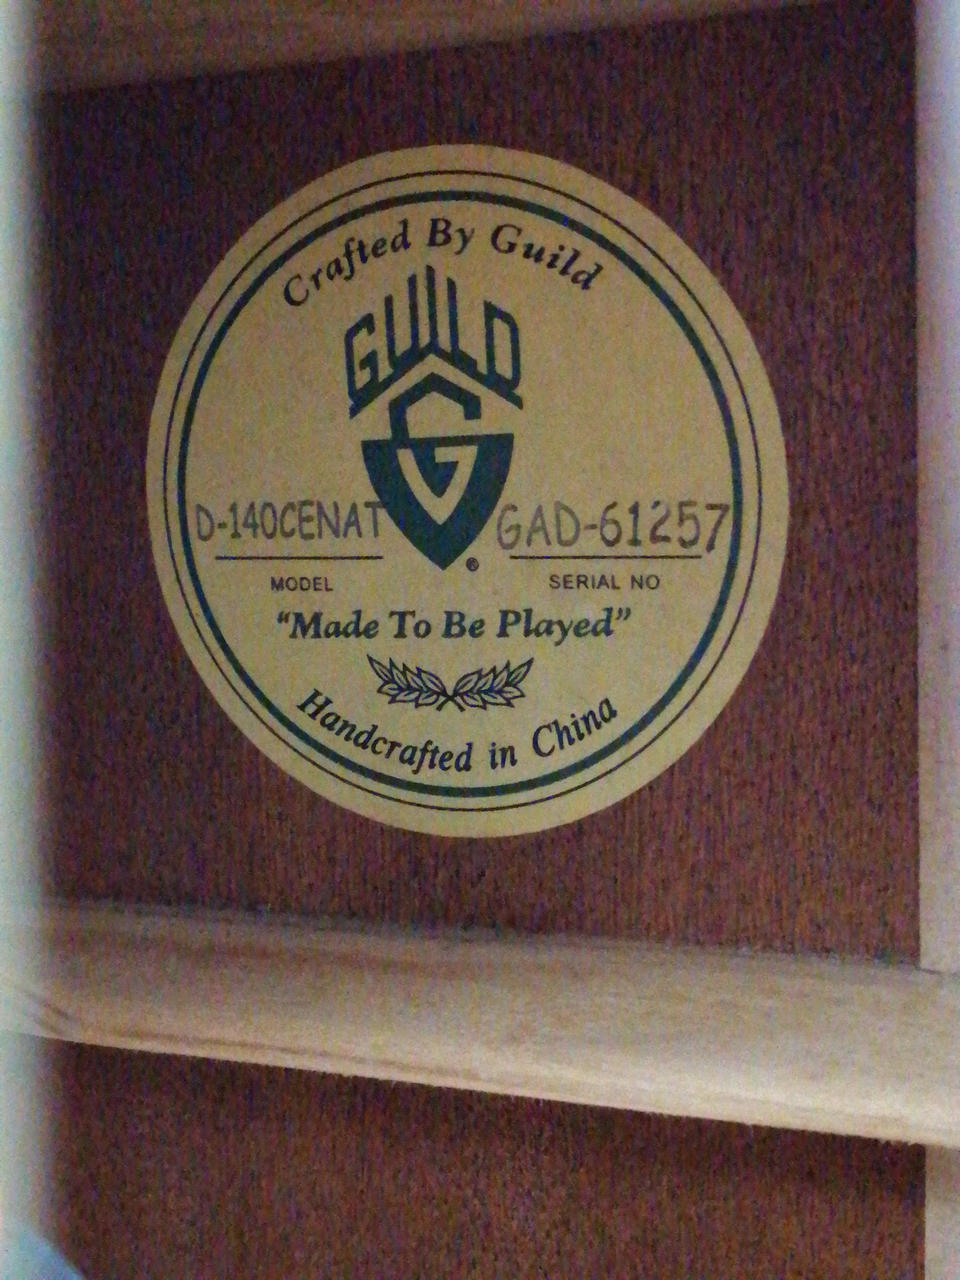 Crafted By Guild
GUILD
G
D-140CENAT GAD-61257
®
MODEL SERIAL NO
"Made To Be Played"
Handcrafted in China